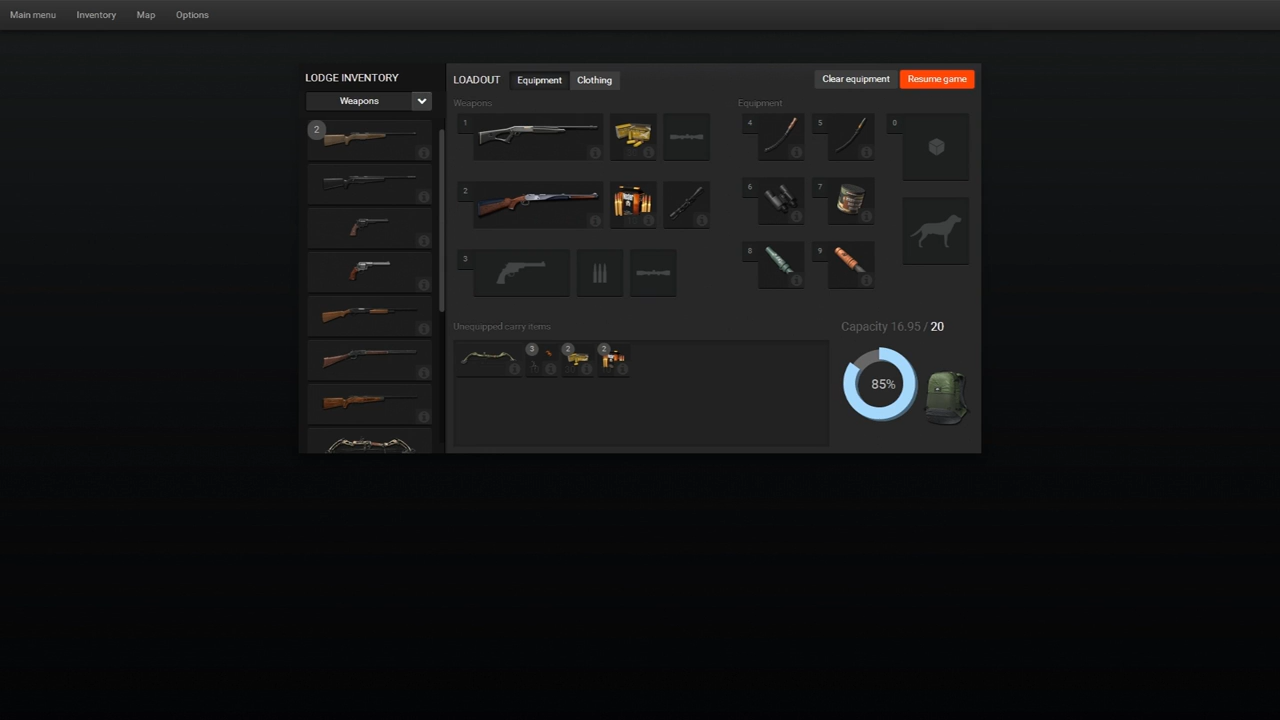 Main menu Inventory Map Options
LODGE INVENTORY
Weapons
2
LOADOUT Equipment Clothing Clear equipment Resume game
Weapons
1
2
3
Equipment
4 5 0
6 7
8 9
Unequipped carry items
3 2 2
Capacity 16.95 / 20
85%